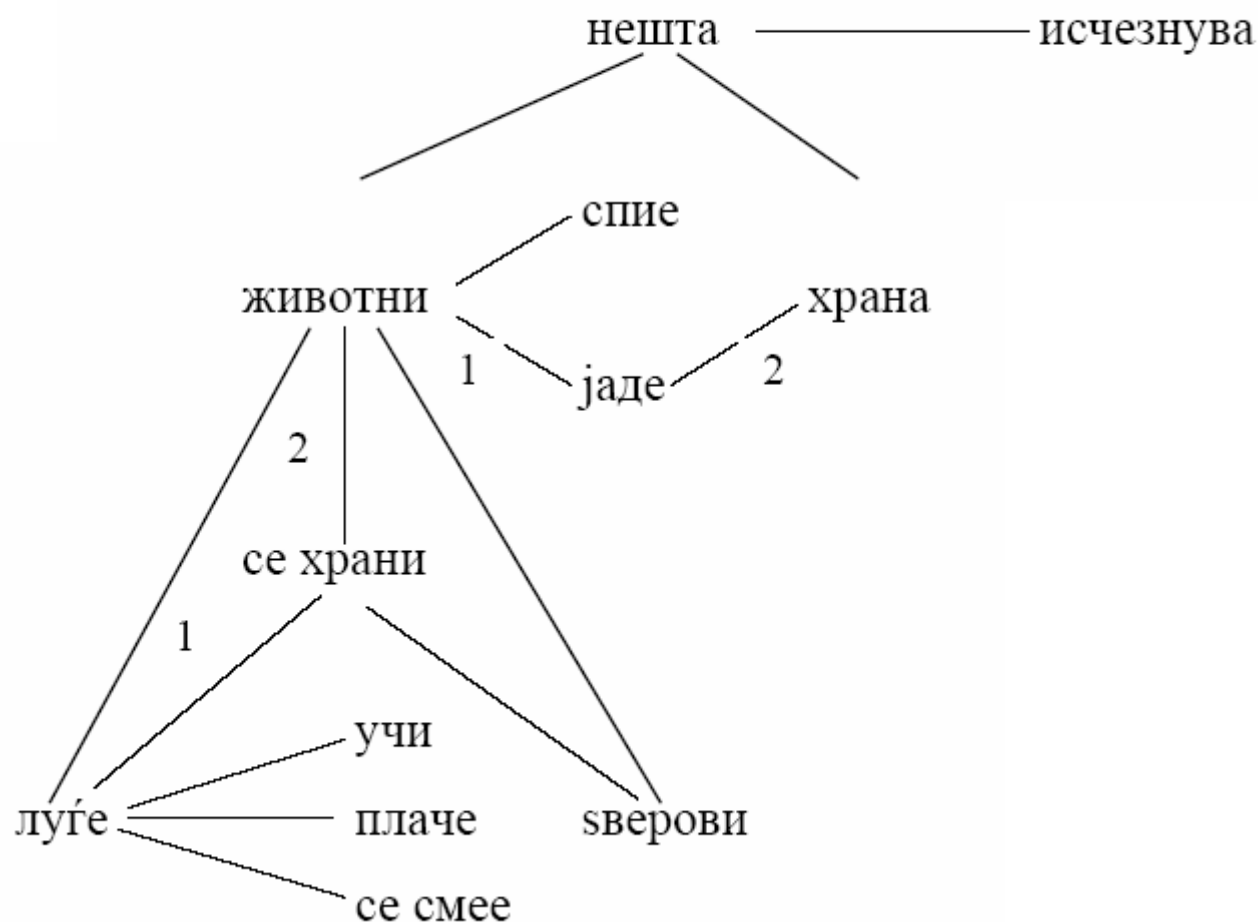 нешта исчезнува
спие
животни храна
1 јаде 2
2
се храни
1
учи
луѓе плаче ѕверови
се смее